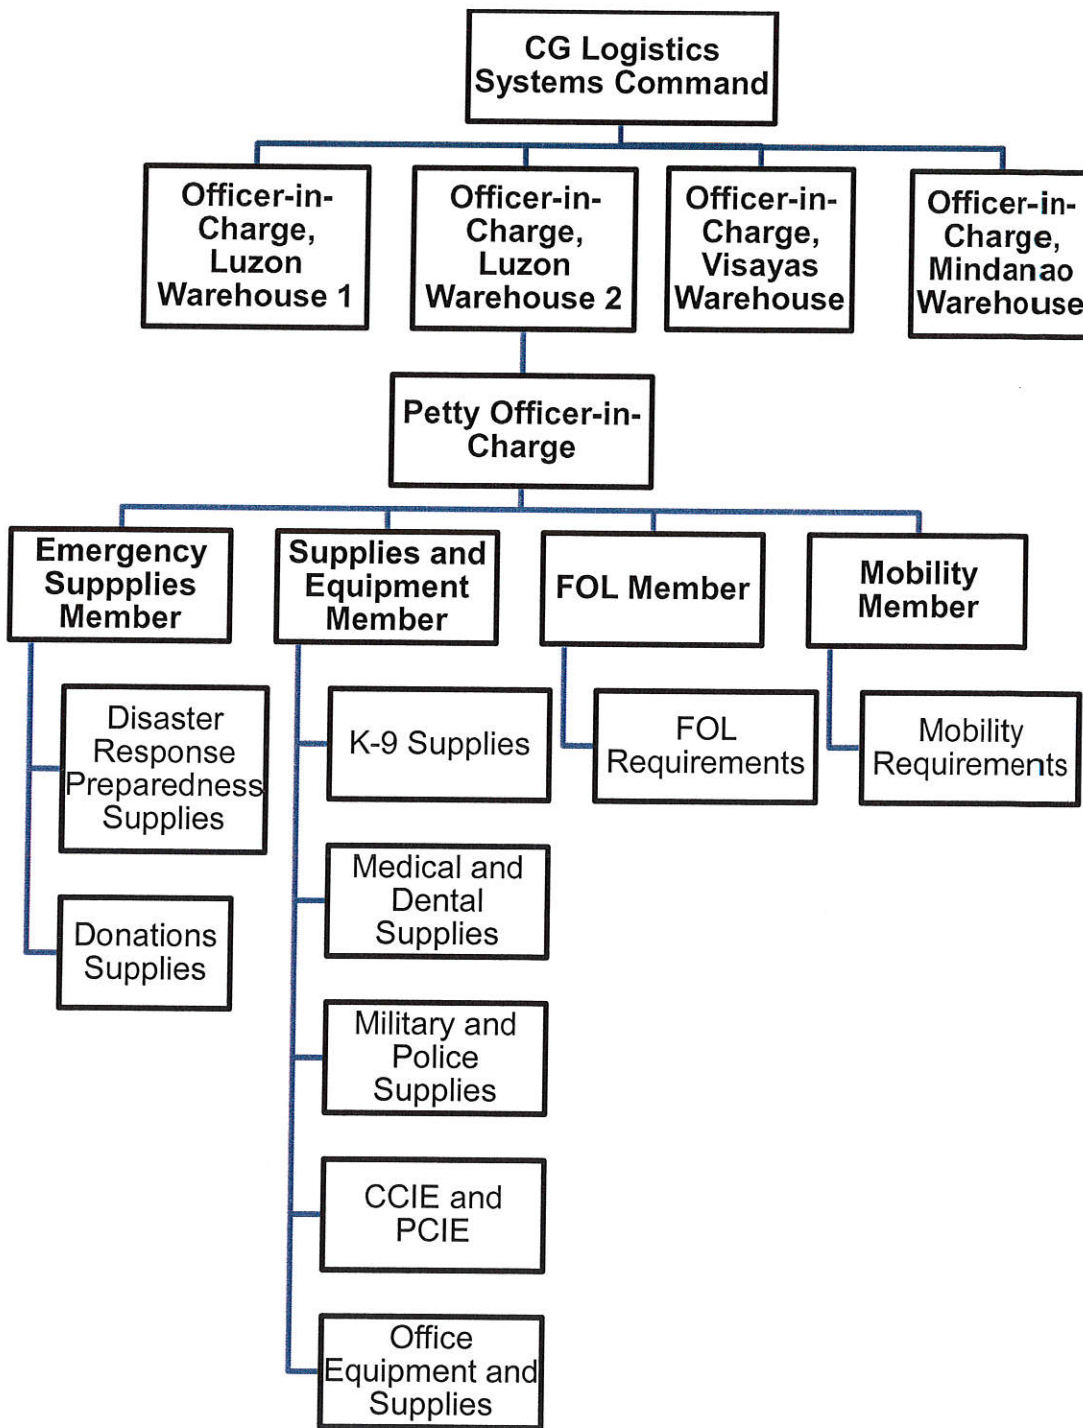 CG Logistics
Systems Command
Officer-in-
Charge,
Luzon
Warehouse 1
Officer-in-
Charge,
Luzon
Warehouse 2
Officer-in-
Charge,
Visayas
Warehouse
Officer-in-
Charge,
Mindanao
Warehouse
Petty Officer-in-
Charge
Emergency
Suppplies
Member
Supplies and
Equipment
Member
FOL Member
Mobility
Member
Disaster
Response
Preparedness
Supplies
Donations
Supplies
K-9 Supplies
Medical and
Dental
Supplies
Military and
Police
Supplies
CCIE and
PCIE
Office
Equipment and
Supplies
FOL
Requirements
Mobility
Requirements